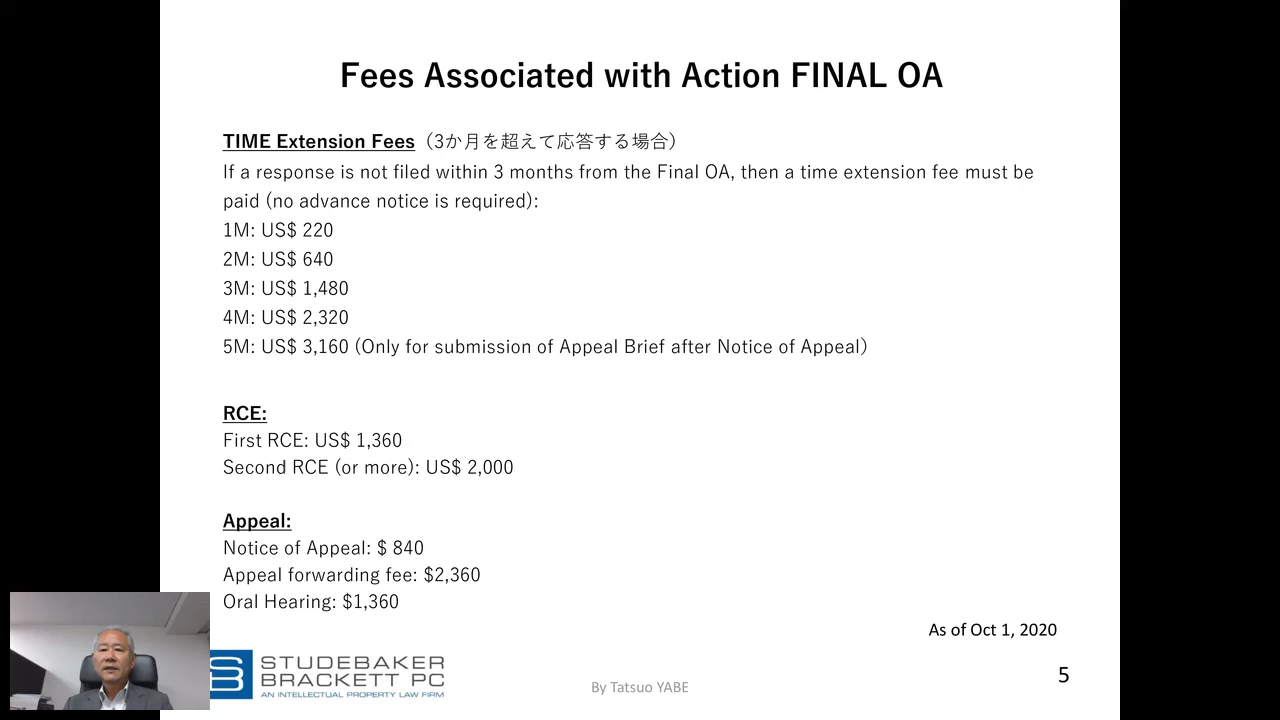 Fees Associated with Action FINAL OA
TIME Extension Fees（3か月を超えて応答する場合）
If a response is not filed within 3 months from the Final OA, then a time extension fee must be
paid (no advance notice is required):
1M: US$ 220
2M: US$ 640
3M: US$ 1,480
4M: US$ 2,320
5M: US$ 3,160 (Only for submission of Appeal Brief after Notice of Appeal）
RCE:
First RCE: US$ 1,360
Second RCE (or more): US$ 2,000
Appeal:
Notice of Appeal: $ 840
Appeal forwarding fee: $2,360
Oral Hearing: $1,360
As of Oct 1, 2020
STUDEBAKER
BRACKETT PC
AN INTELLECTUAL PROPERTY LAW FIRM
By Tatsuo YABE
5